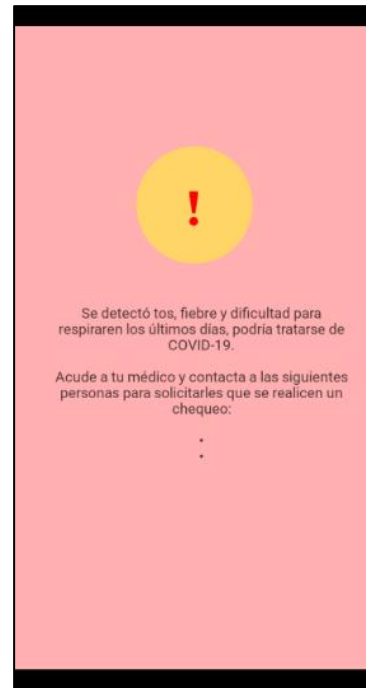 !
Se detectó tos, fiebre y dificultad para
respiraren los últimos días, podría tratarse de
COVID-19.
Acude a tu médico y contacta a las siguientes
personas para solicitarles que se realicen un
chequeo:
.
.